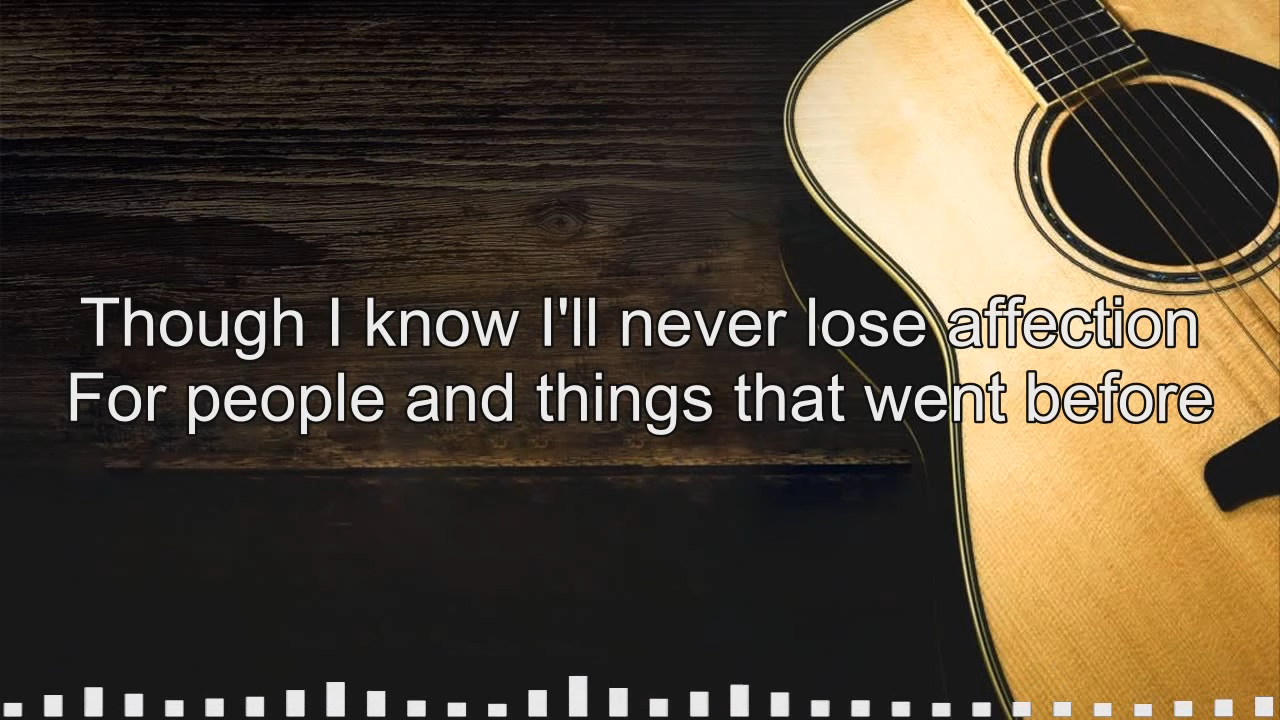 Though I know I'll never lose affection
For people and things that went before